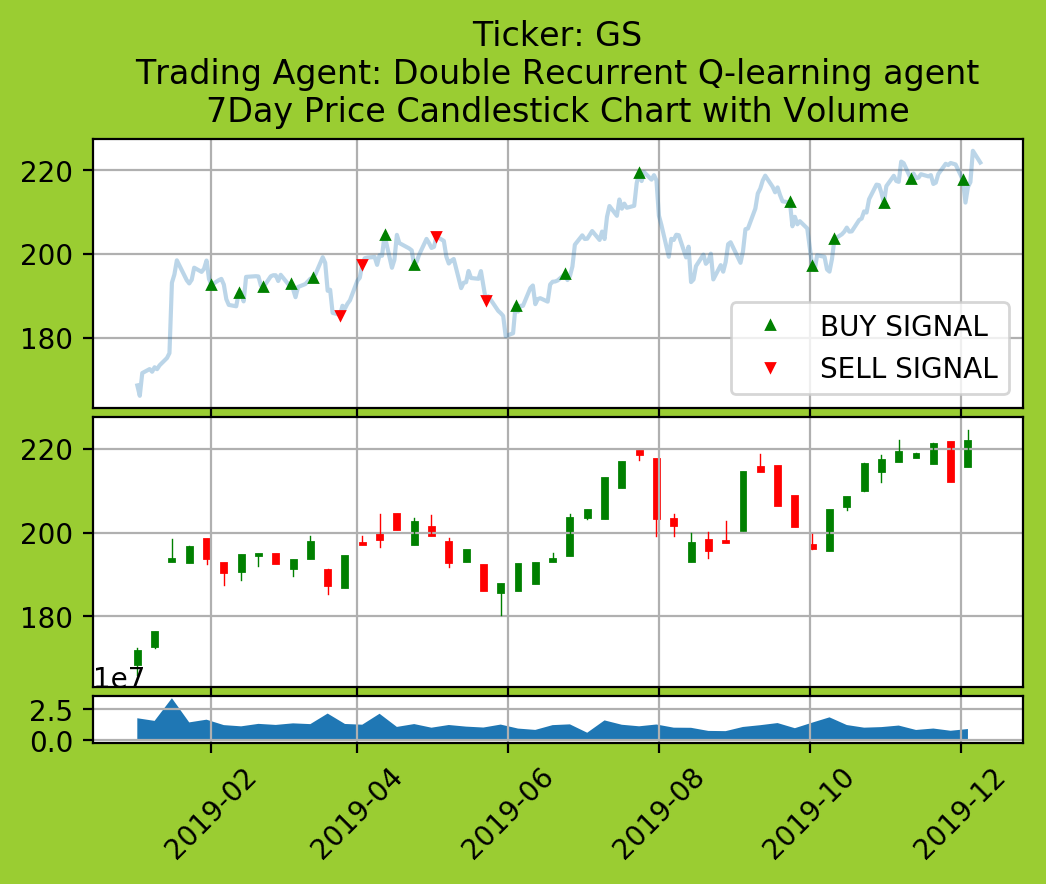 Ticker: GS
Trading Agent: Double Recurrent Q-learning agent
7Day Price Candlestick Chart with Volume
220
200
180
BUY SIGNAL
SELL SIGNAL
220
200
180
1e7
2.5
0.0
2019-02
2019-04
2019-06
2019-08
2019-10
2019-12